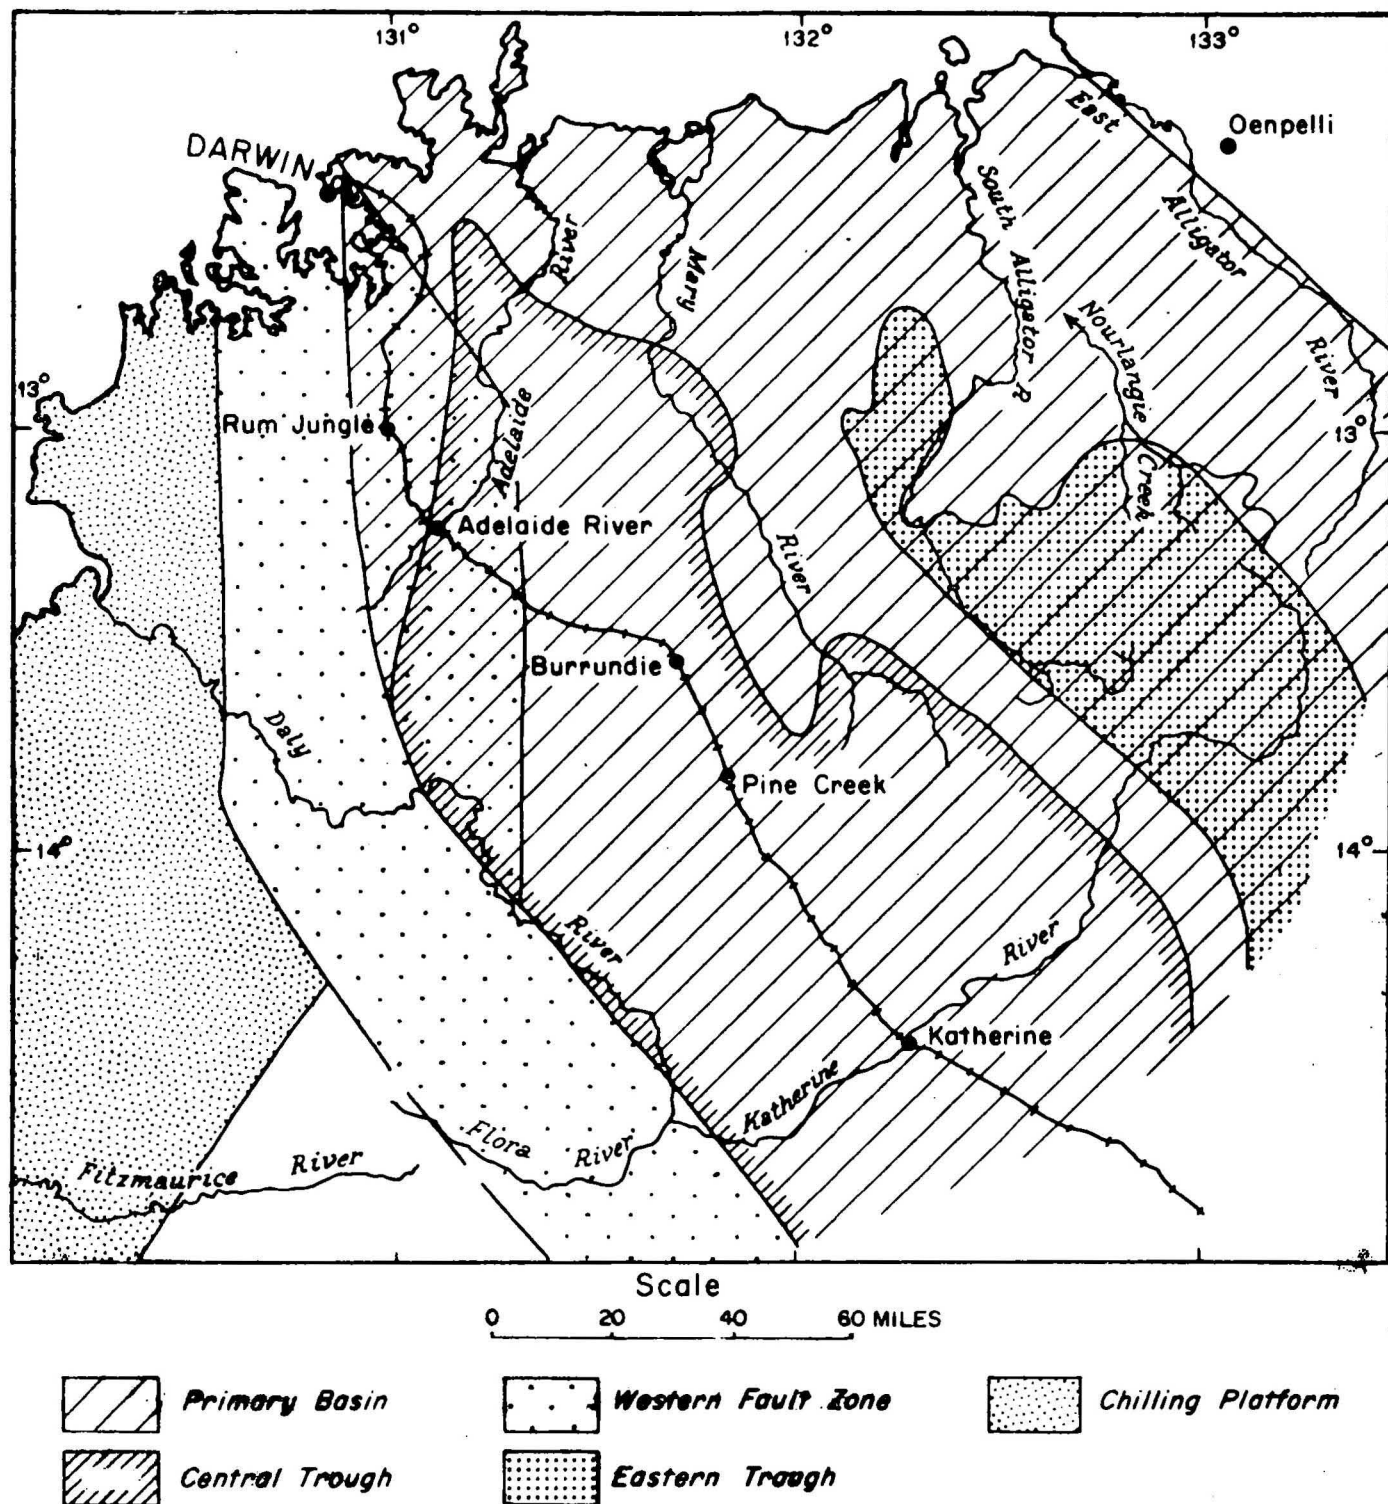 131°
132°
133°
East
Oenpelli
DARWIN
South
Alligator
River
Mary
Alligator
R
Nourlangie
River
13°
13°
Rum Jungle
Adelaide
Creek
Adelaide River
River
Burrundie
Daly
Pine Creek
14°
14°
River
River
Katherine
Katherine
Flora
River
Fitzmaurice
River
Scale
0 20 40 60 MILES
Primary Basin
Western Fault Zone
Chilling Platform
Central Trough
Eastern Trough